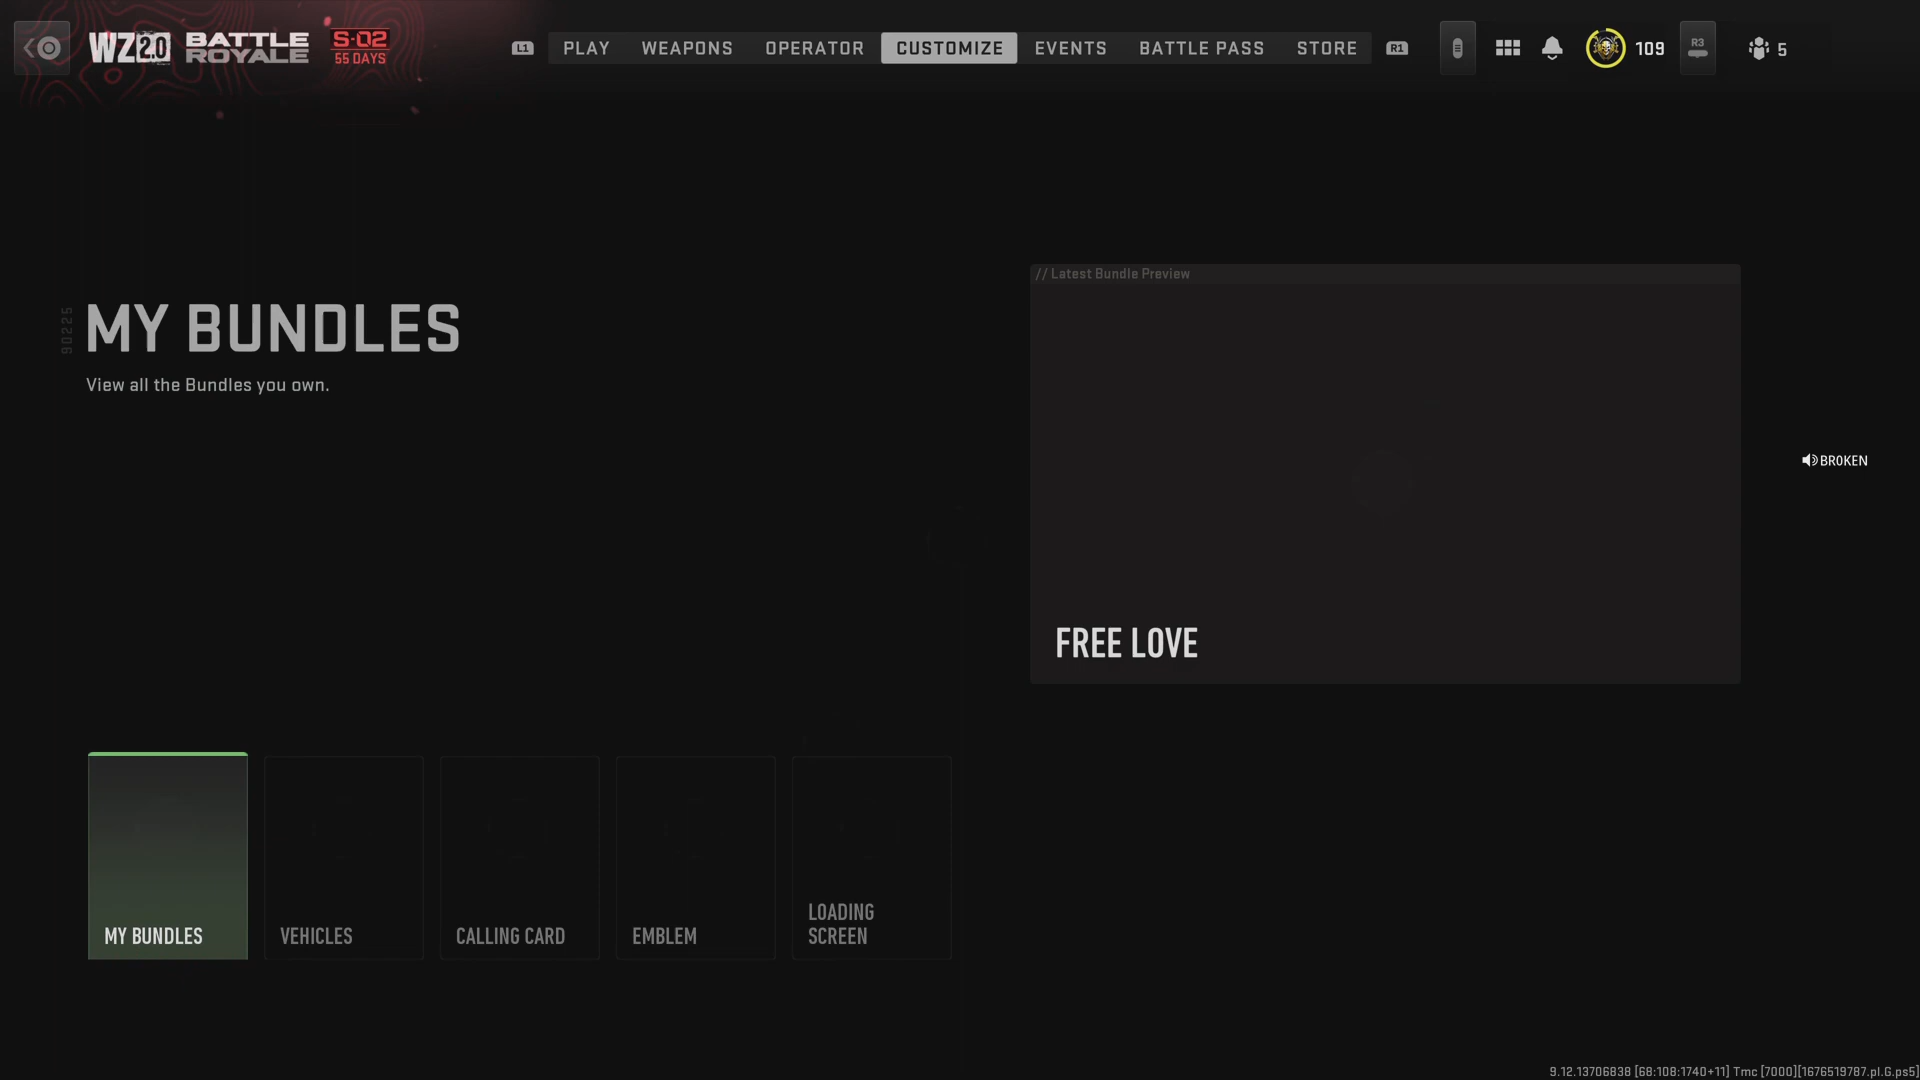 WZ2.0 BATTLE ROYALE
S-02
55 DAYS
L1 PLAY WEAPONS OPERATOR CUSTOMIZE EVENTS BATTLE PASS STORE R1
109
R3
5
// Latest Bundle Preview
90225
MY BUNDLES
View all the Bundles you own.
BR0KEN
FREE LOVE
MY BUNDLES
VEHICLES
CALLING CARD
EMBLEM
LOADING
SCREEN
9.12.13706838 [68:108:1740+11] Tmc [7000][1676519787.pl.G.ps5]